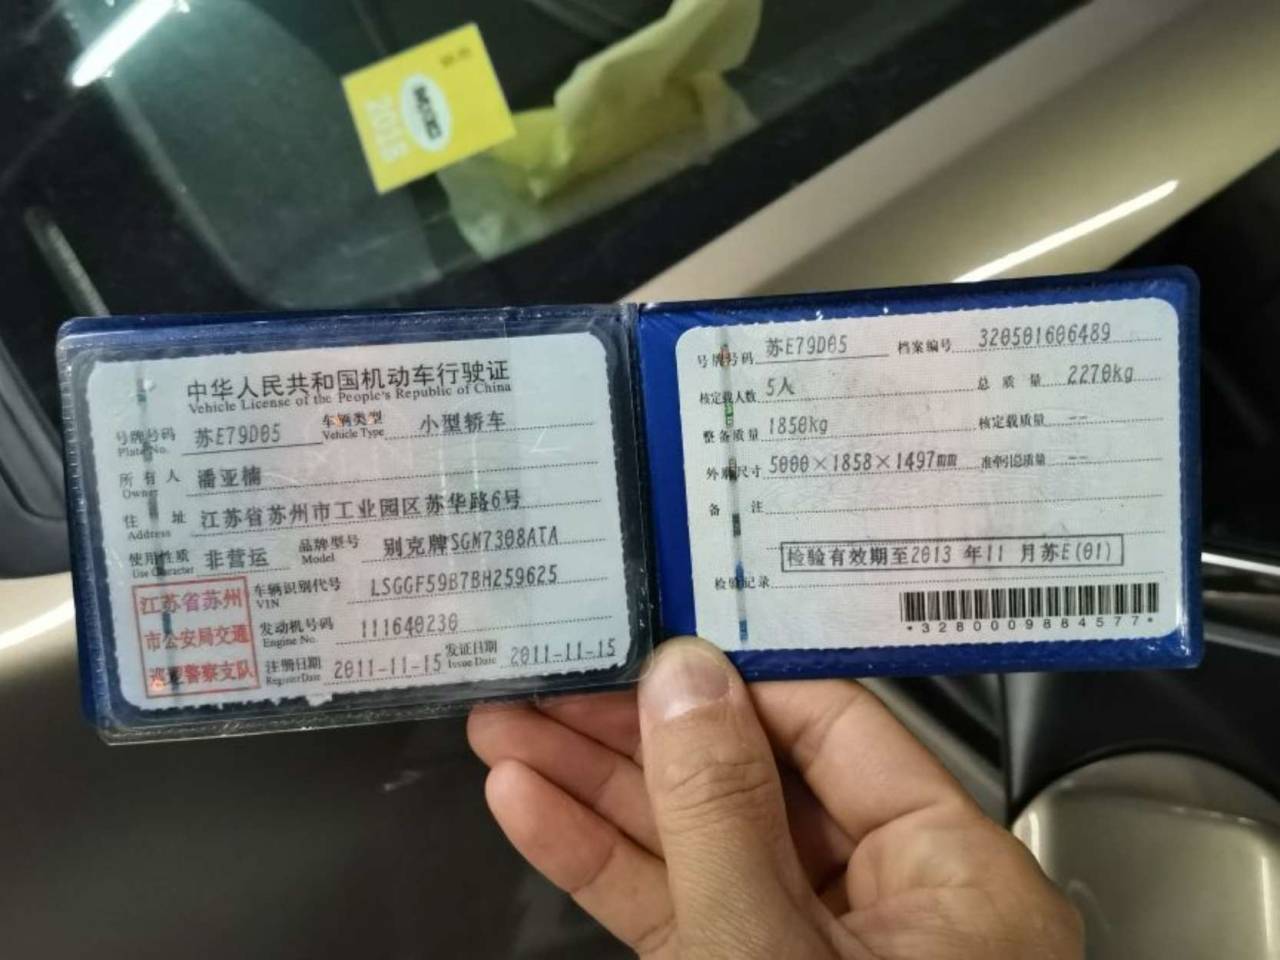 2018
中华人民共和国机动车行驶证
Vehicle License of the People's Republic of China
号牌号码 苏E79D05 车辆类型 小型轿车
Plate No. Vehicle Type
所有人 潘亚楠
Owner
住址 江苏省苏州市工业园区苏华路6号
Address
使用性质 非营运 品牌型号 别克牌SGM7308ATA
Use Character Model
江苏省苏州
市公安局交通
巡逻警察支队
车辆识别代号 LSGGF59B7BH259625
VIN
发动机号码 111640230
Engine No.
注册日期 2011-11-15 发证日期 2011-11-15
Register Date Issue Date
号牌号码 苏E79D05 档案编号 320501606489
核定载人数 5人 总质量 2270kg
整备质量 1850kg 核定载质量 --
外廓尺寸 5000×1858×1497mm 准牵引总质量 --
备注
检验有效期至2013 年11 月苏E(01)
检验记录
*3280009884577*